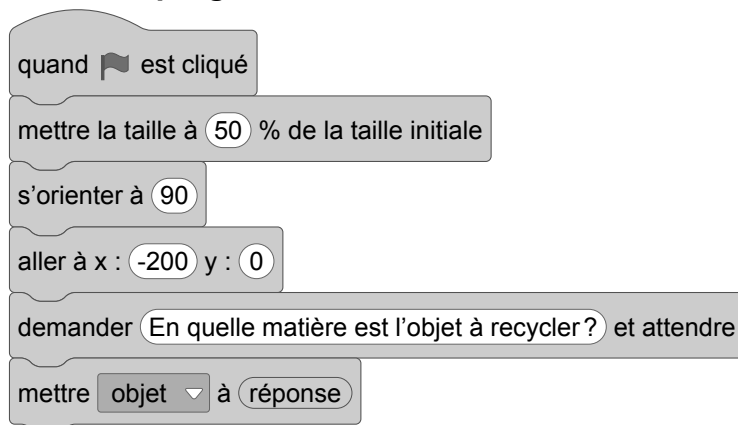 quand est cliqué
mettre la taille à 50 % de la taille initiale
s’orienter à 90
aller à x : -200 y : 0
demander En quelle matière est l’objet à recycler ? et attendre
mettre objet à réponse